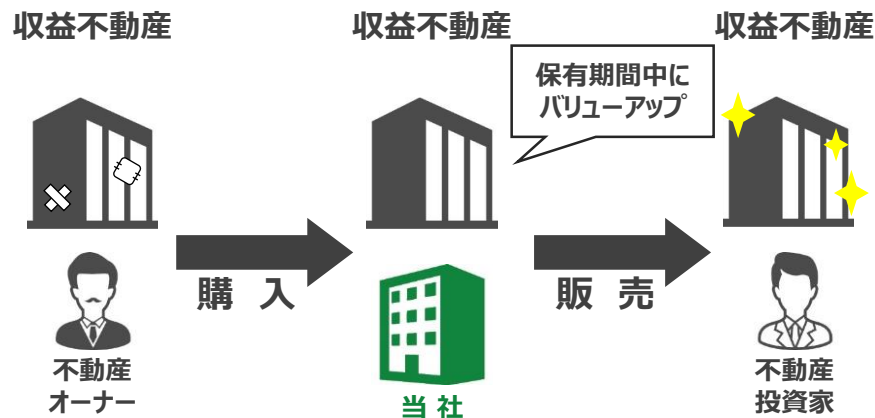 収益不動産
収益不動産
収益不動産
保有期間中に
バリューアップ
購 入
販 売
不動産
オーナー
当 社
不動産
投資家